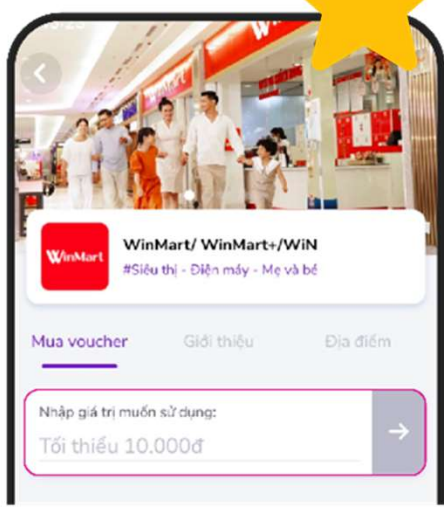 WinMart
WinMart/ WinMart+/WiN
#Siêu thị - Điện máy - Mẹ và bé
Mua voucher
Giới thiệu
Địa điểm
Nhập giá trị muốn sử dụng:
Tối thiểu 10.000đ